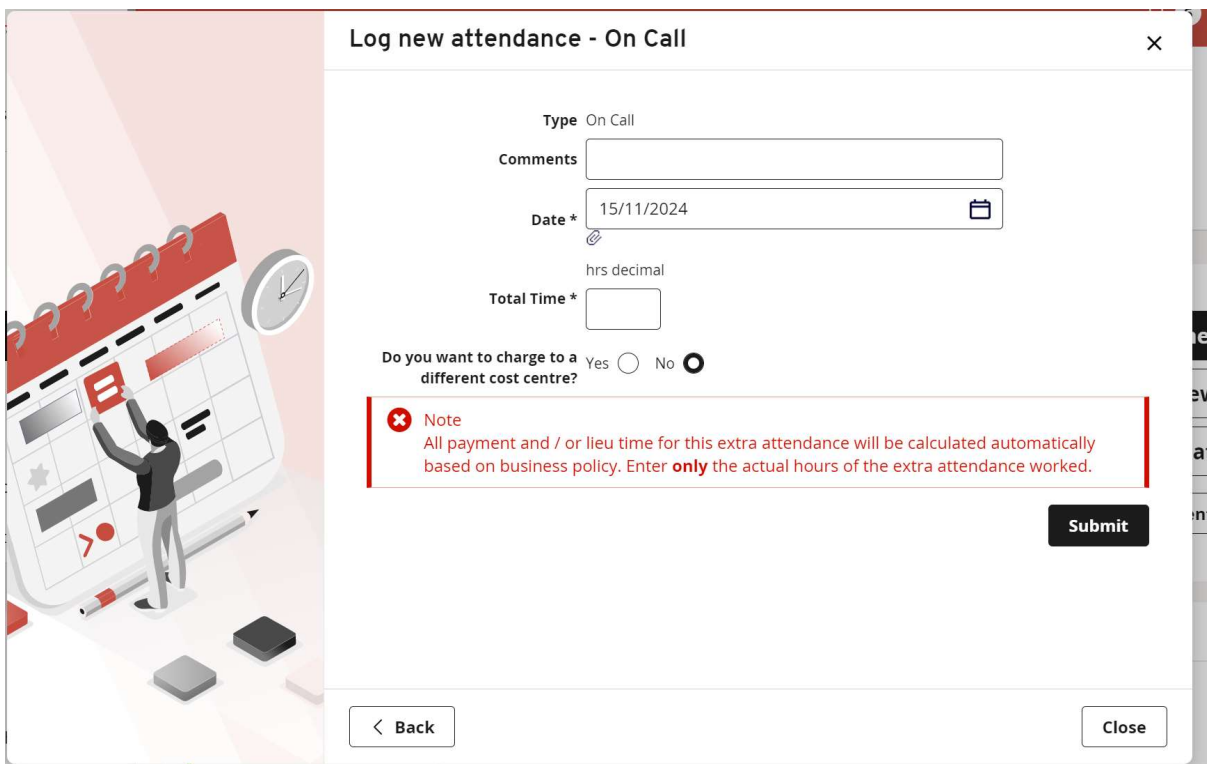 Log new attendance - On Call
Type On Call
Comments
Date * 15/11/2024
hrs decimal
Total Time *
Do you want to charge to a
different cost centre?
Yes No
Note
All payment and / or lieu time for this extra attendance will be calculated automatically
based on business policy. Enter only the actual hours of the extra attendance worked.
Submit
Back
Close